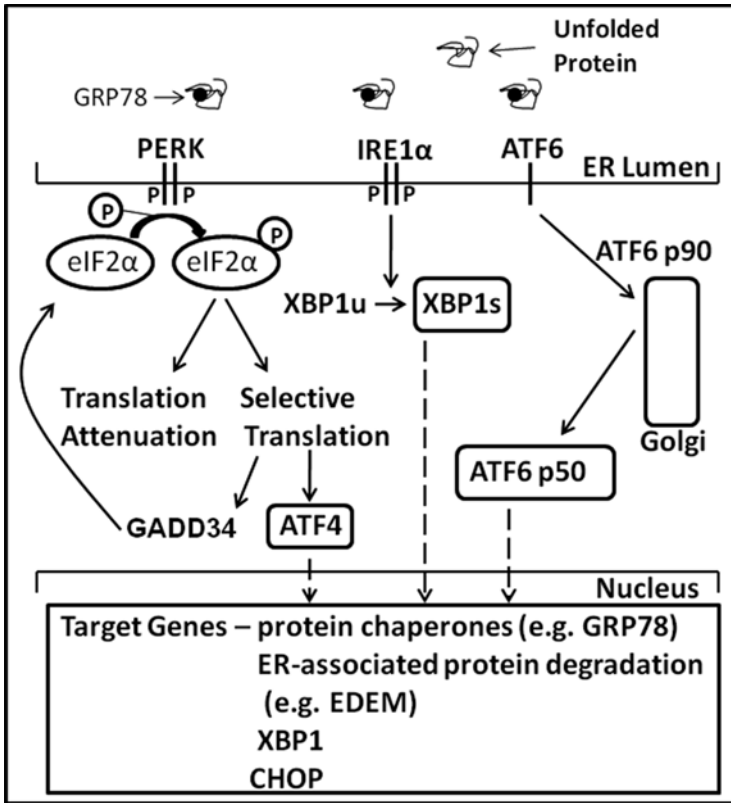 Unfolded
Protein
GRP78
PERK
IRE1α
ATF6
ER Lumen
P P
P P
P
P
eIF2α
eIF2α
ATF6 p90
XBP1u
XBP1s
Translation
Attenuation
Selective
Translation
Golgi
ATF6 p50
GADD34
ATF4
Nucleus
Target Genes – protein chaperones (e.g. GRP78)
ER-associated protein degradation
(e.g. EDEM)
XBP1
CHOP